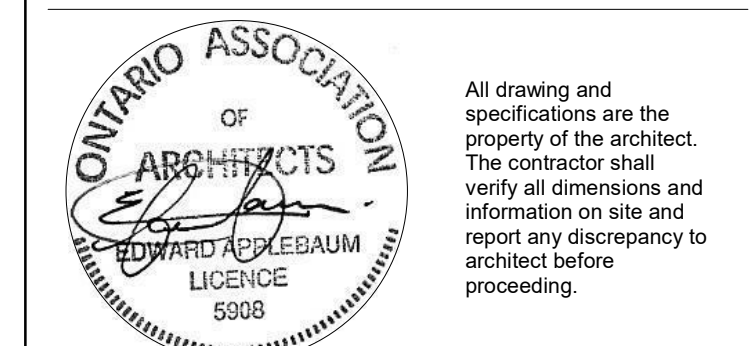 ONTARIO ASSOCIATION
OF
ARCHITECTS
EDWARD APPLEBAUM
LICENCE
5908
All drawing and
specifications are the
property of the architect.
The contractor shall
verify all dimensions and
information on site and
report any discrepancy to
architect before
proceeding.